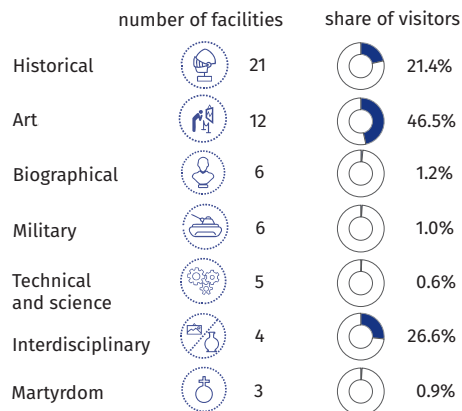 number of facilities share of visitors
Historical 21 21.4%
Art 12 46.5%
Biographical 6 1.2%
Military 6 1.0%
Technical
and science 5 0.6%
Interdisciplinary 4 26.6%
Martyrdom 3 0.9%